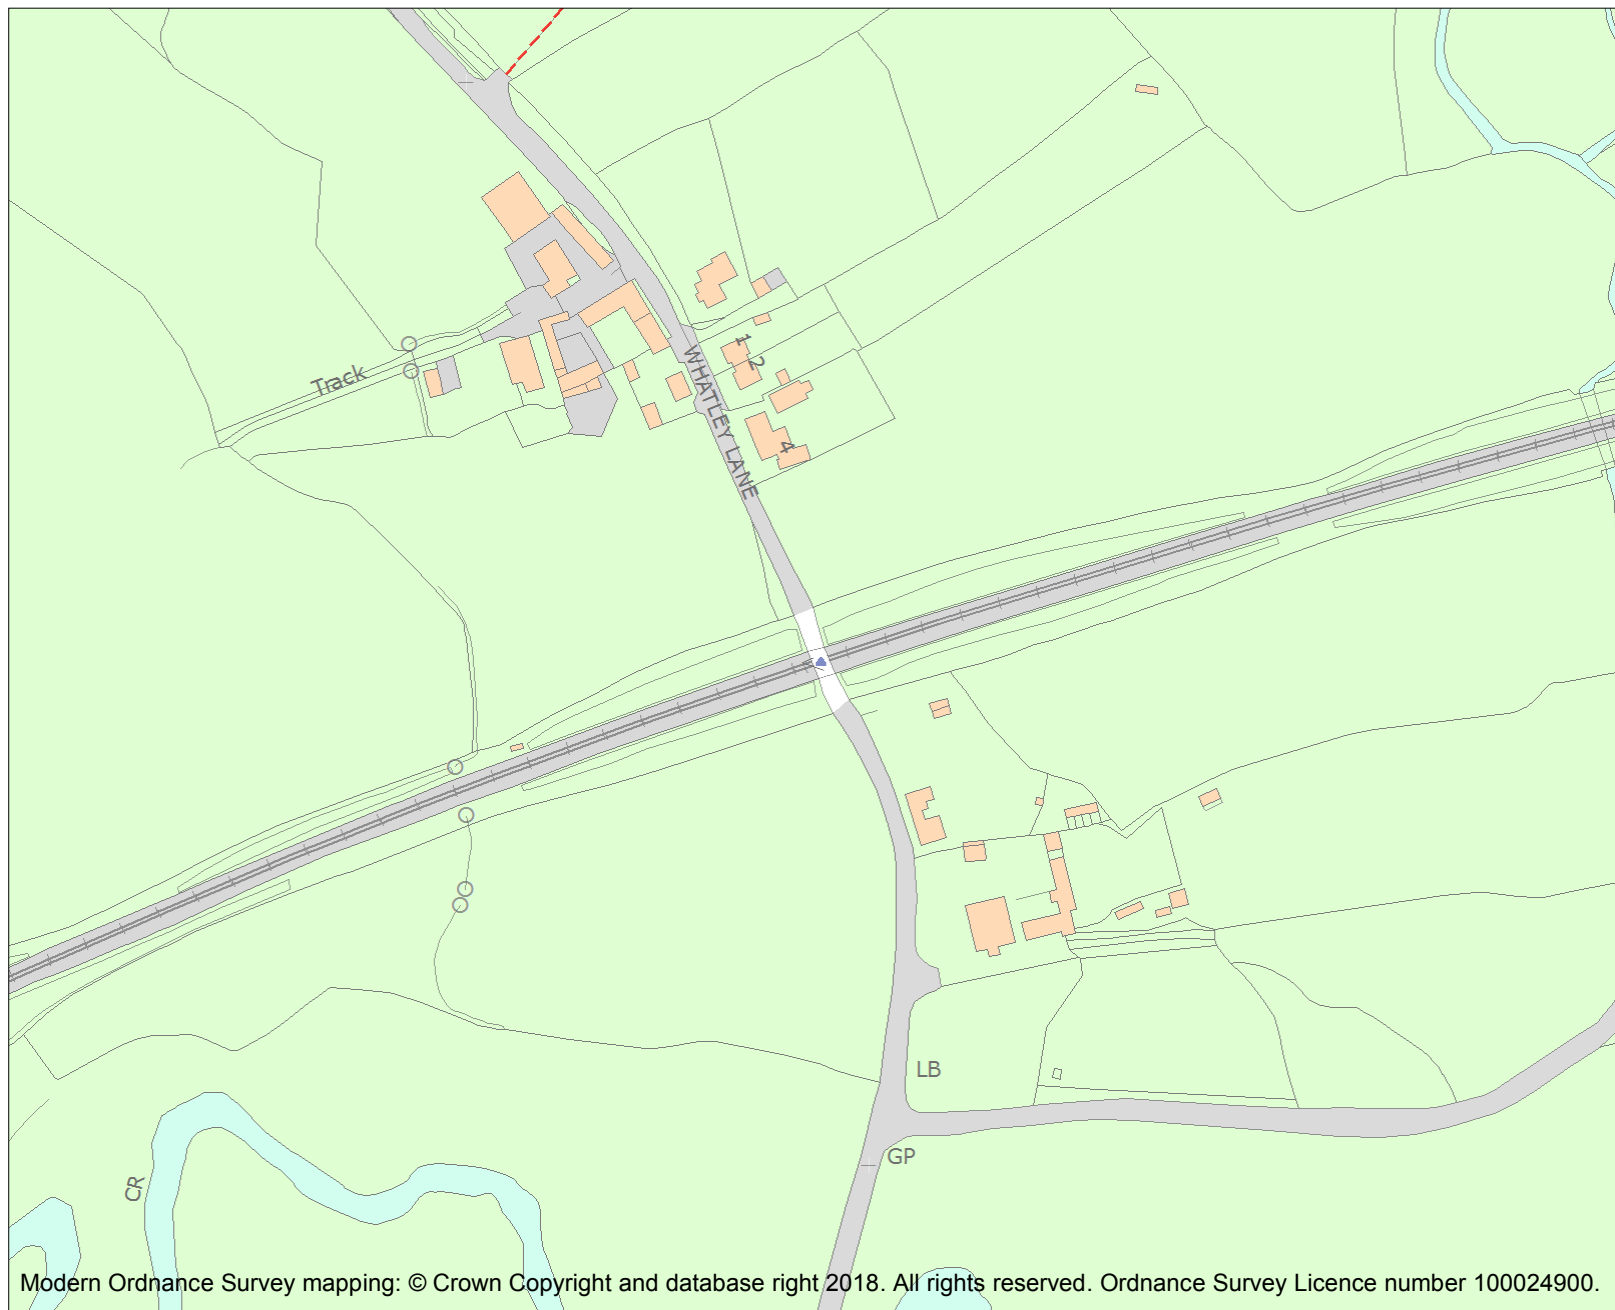 Track
1
2
WHATLEY LANE
4
LB
GP
CR
Modern Ordnance Survey mapping: © Crown Copyright and database right 2018. All rights reserved. Ordnance Survey Licence number 100024900.